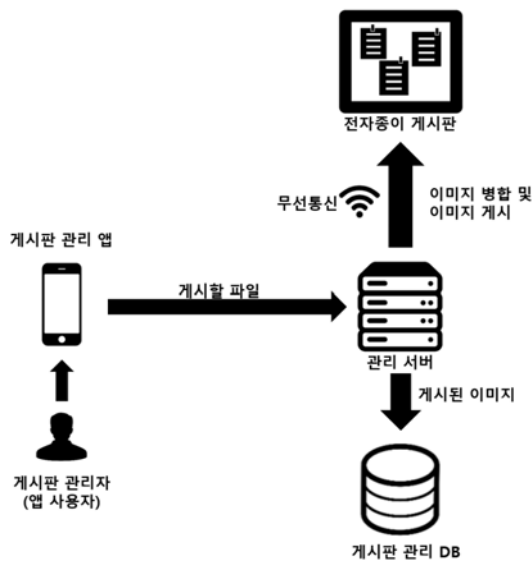 전자종이 게시판
무선통신
이미지 병합 및
이미지 게시
게시판 관리 앱
게시할 파일
관리 서버
게시된 이미지
게시판 관리자
(앱 사용자)
게시판 관리 DB